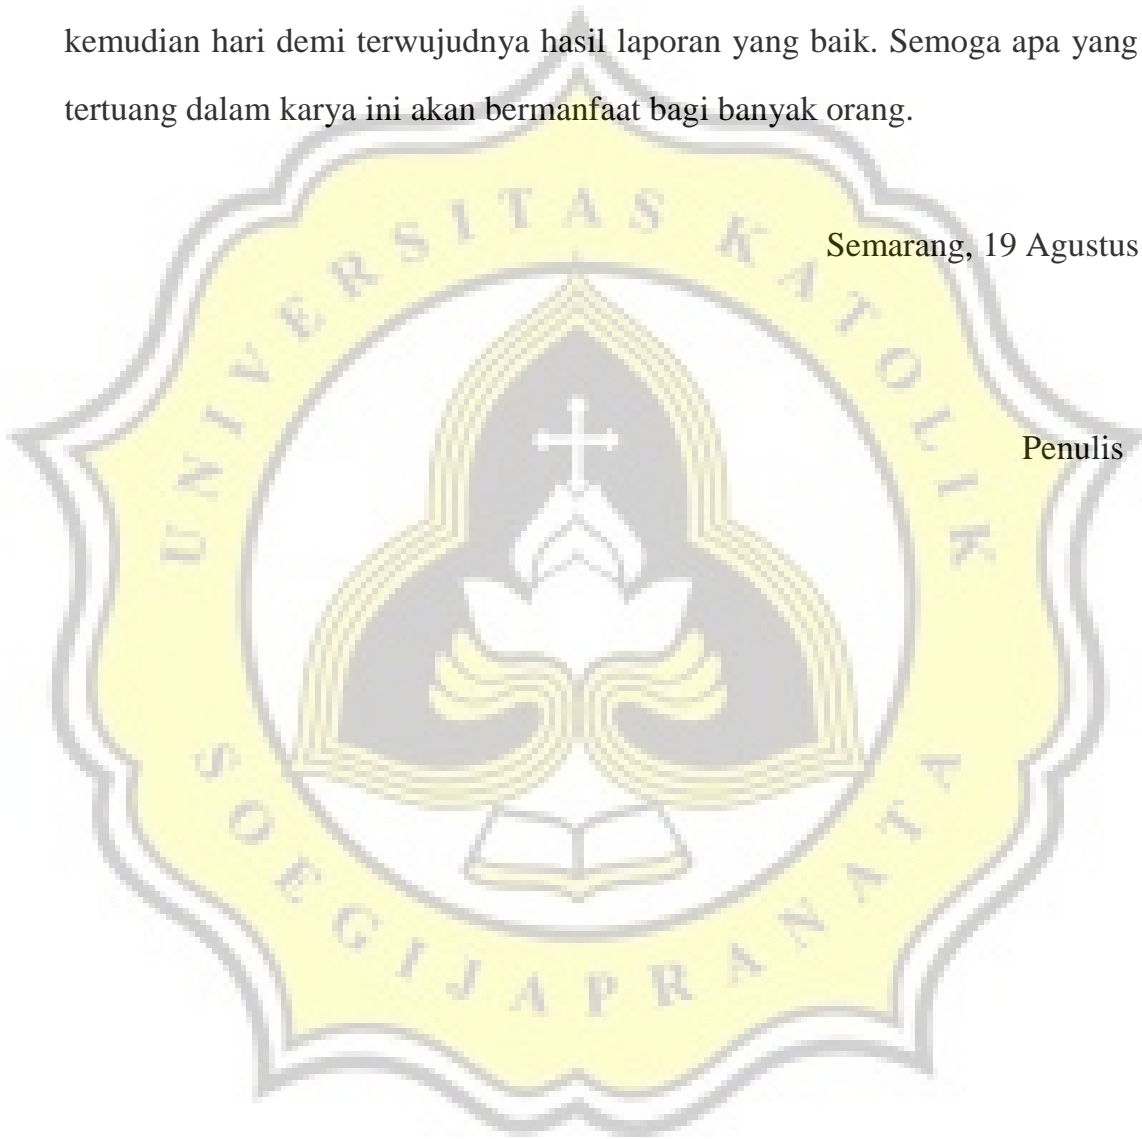 kemudian hari demi terwujudnya hasil laporan yang baik. Semoga apa yang
tertuang dalam karya ini akan bermanfaat bagi banyak orang.
Semarang, 19 Agustus
Penulis
UNIVERSITAS KATOLIK
SOEGIJAPRANATA